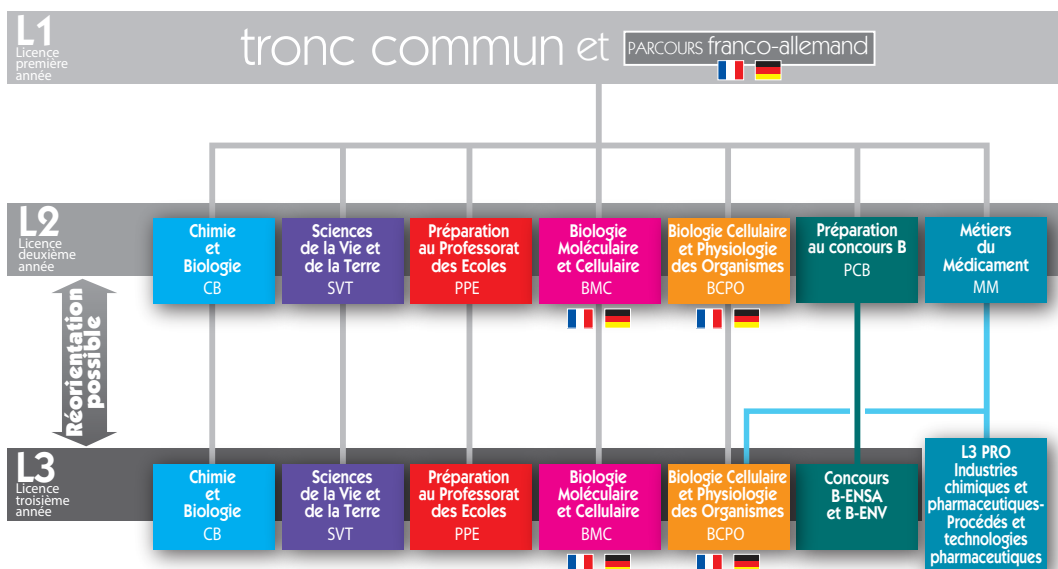 L1
Licence
première
année
tronc commun et PARCOURS franco-allemand
L2
Licence
deuxième
année
Chimie
et
Biologie
CB
Sciences
de la Vie et
de la Terre
SVT
Préparation
au Professorat
des Ecoles
PPE
Biologie
Moléculaire
et Cellulaire
BMC
Biologie Cellulaire
et Physiologie
des Organismes
BCPO
Préparation
au concours B
PCB
Métiers
du
Médicament
MM
Réorientation
possible
L3
Licence
troisième
année
Chimie
et
Biologie
CB
Sciences
de la Vie et
de la Terre
SVT
Préparation
au Professorat
des Ecoles
PPE
Biologie
Moléculaire
et Cellulaire
BMC
Biologie Cellulaire
et Physiologie
des Organismes
BCPO
Concours
B-ENSA
et B-ENV
L3 PRO
Industries
chimiques et
pharmaceutiques-
Procédés et
technologies
pharmaceutiques